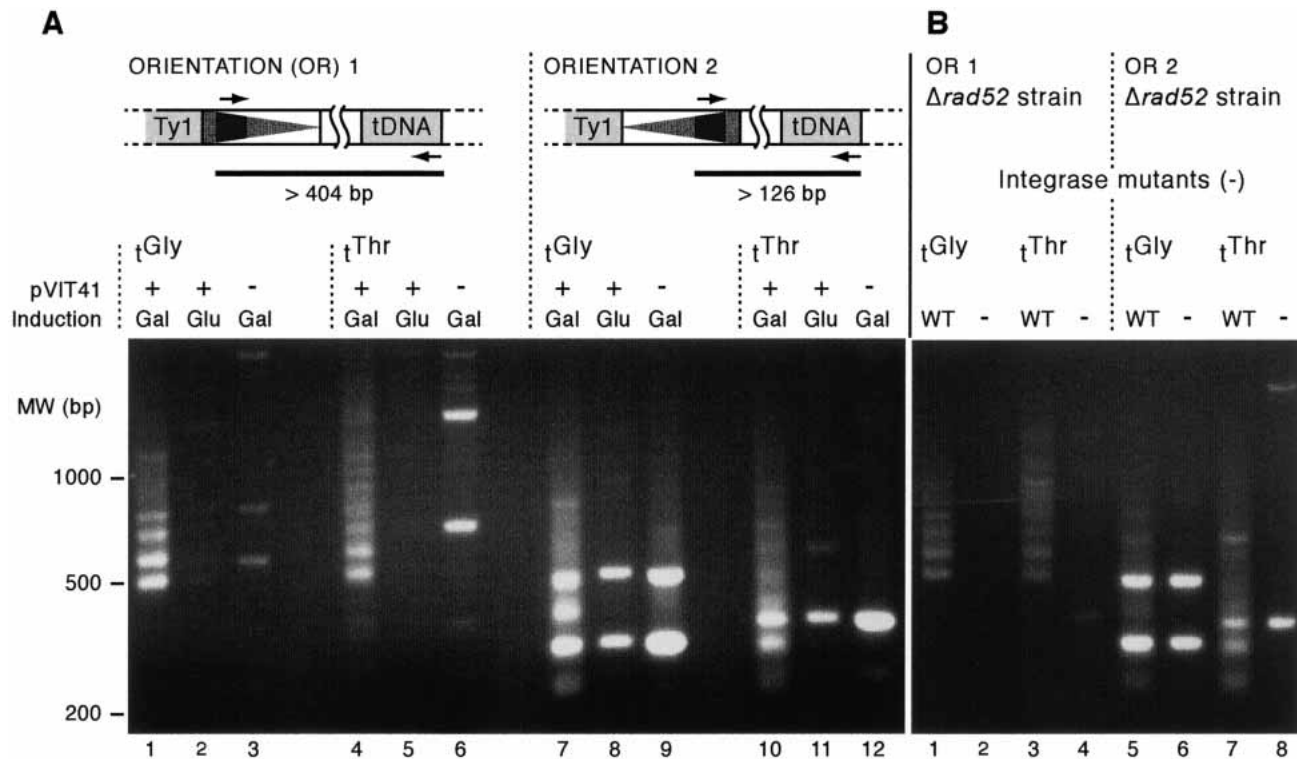 A
B
ORIENTATION (OR) 1
ORIENTATION 2
OR 1
OR 2
Δrad52 strain
Δrad52 strain
Ty1
tDNA
Ty1
tDNA
> 404 bp
> 126 bp
Integrase mutants (-)
tGly
tThr
tGly
tThr
tGly
tThr
tGly
tThr
pVIT41 + + - + + - + + - + + -
Induction Gal Glu Gal Gal Glu Gal Gal Glu Gal Gal Glu Gal WT - WT - WT - WT -
MW (bp)
1000
500
200
1 2 3 4 5 6 7 8 9 10 11 12 1 2 3 4 5 6 7 8